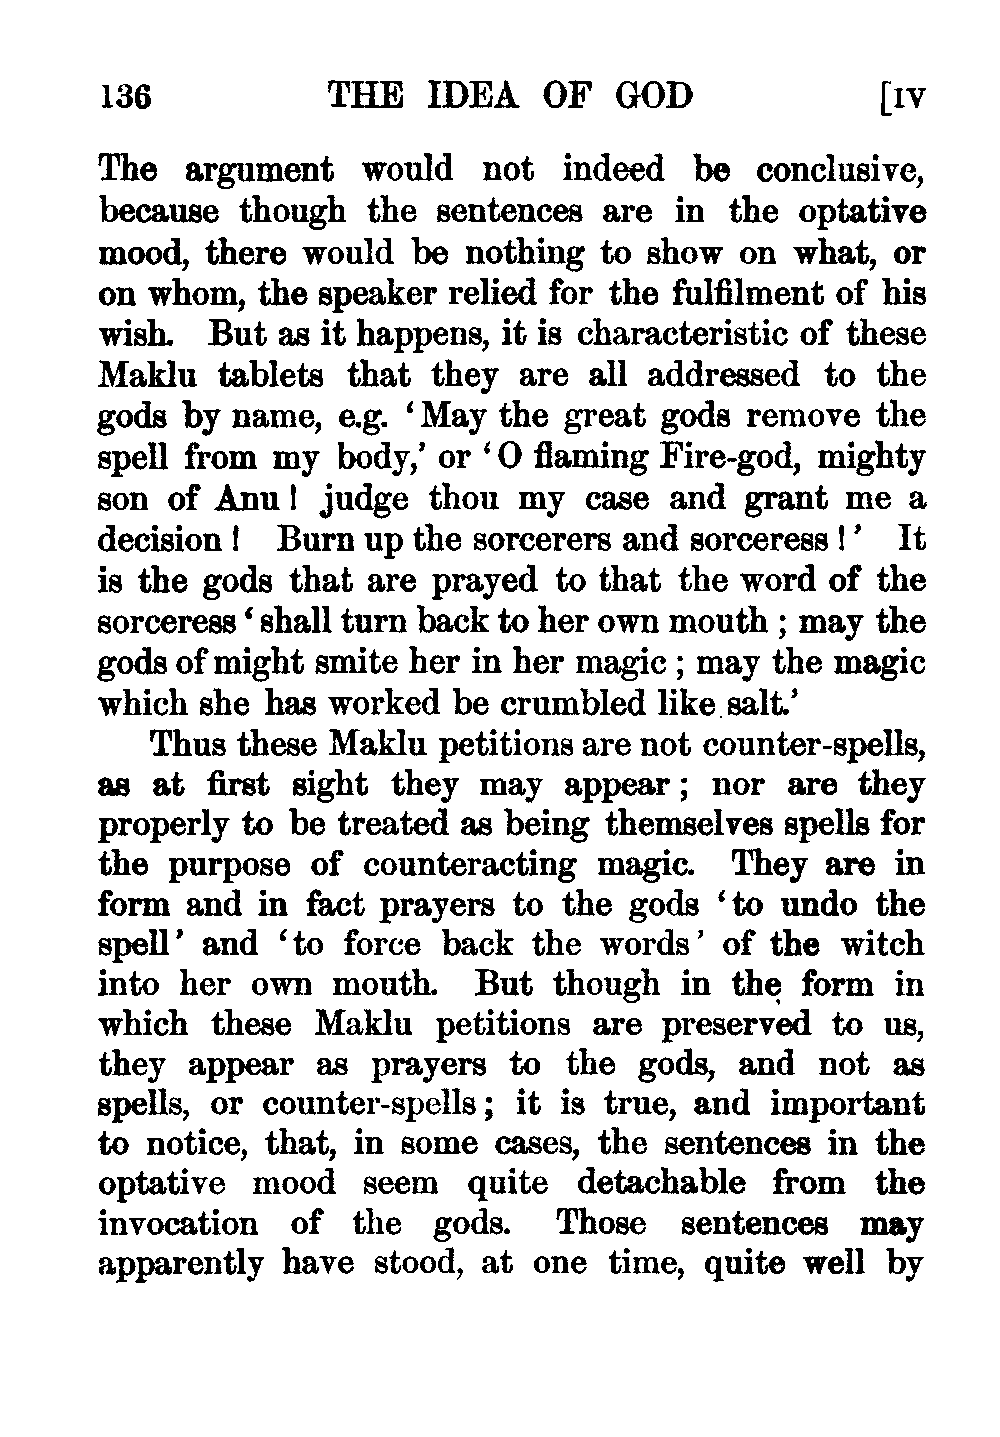 136 THE IDEA OF GOD [IV
The argument would not indeed be conclusive,
because though the sentences are in the optative
mood, there would be nothing to show on what, or
on whom, the speaker relied for the fulfilment of his
wish. But as it happens, it is characteristic of these
Maklu tablets that they are all addressed to the
gods by name, e.g. ‘May the great gods remove the
spell from my body,’ or ‘O flaming Fire-god, mighty
son of Anu! judge thou my case and grant me a
decision! Burn up the sorcerers and sorceress!’ It
is the gods that are prayed to that the word of the
sorceress ‘shall turn back to her own mouth; may the
gods of might smite her in her magic; may the magic
which she has worked be crumbled like salt.’
Thus these Maklu petitions are not counter-spells,
as at first sight they may appear; nor are they
properly to be treated as being themselves spells for
the purpose of counteracting magic. They are in
form and in fact prayers to the gods ‘to undo the
spell’ and ‘to force back the words’ of the witch
into her own mouth. But though in the form in
which these Maklu petitions are preserved to us,
they appear as prayers to the gods, and not as
spells, or counter-spells; it is true, and important
to notice, that, in some cases, the sentences in the
optative mood seem quite detachable from the
invocation of the gods. Those sentences may
apparently have stood, at one time, quite well by